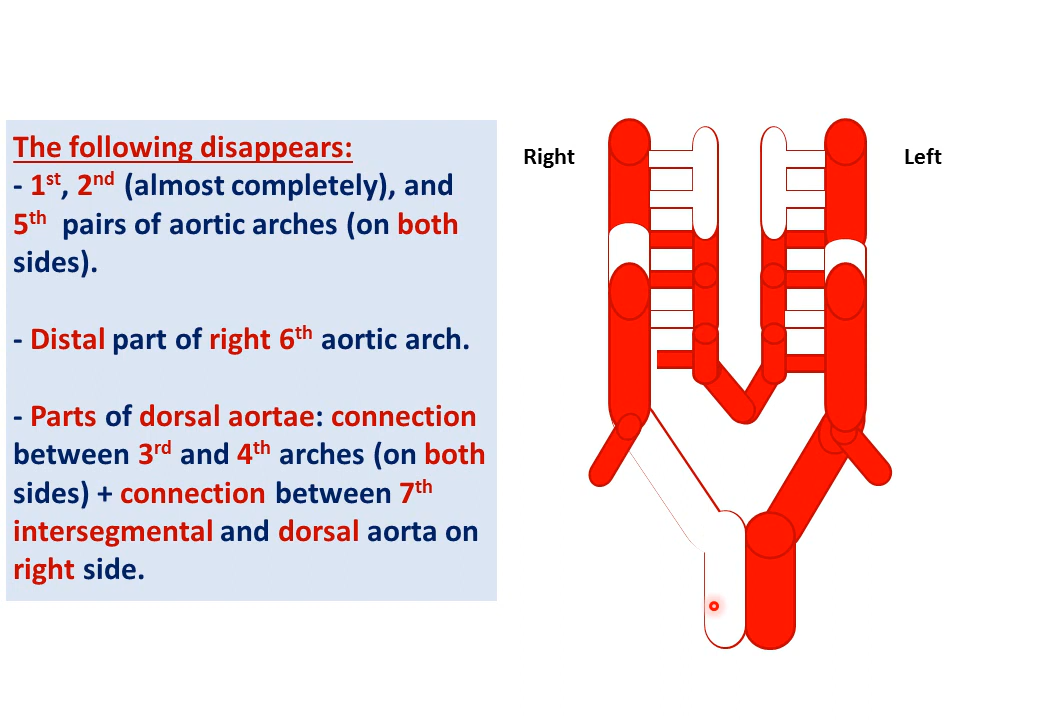 The following disappears:
- 1st, 2nd (almost completely), and
5th pairs of aortic arches (on both
sides).
- Distal part of right 6th aortic arch.
- Parts of dorsal aortae: connection
between 3rd and 4th arches (on both
sides) + connection between 7th
intersegmental and dorsal aorta on
right side.
Right
Left